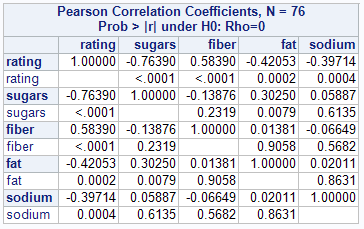 Pearson Correlation Coefficients, N = 76
Prob > |r| under H0: Rho=0
rating sugars fiber fat sodium
rating 1.00000 -0.76390 0.58390 -0.42053 -0.39714
rating <.0001 <.0001 0.0002 0.0004
sugars -0.76390 1.00000 -0.13876 0.30250 0.05887
sugars <.0001 0.2319 0.0079 0.6135
fiber 0.58390 -0.13876 1.00000 0.01381 -0.06649
fiber <.0001 0.2319 0.9058 0.5682
fat -0.42053 0.30250 0.01381 1.00000 0.02011
fat 0.0002 0.0079 0.9058 0.8631
sodium -0.39714 0.05887 -0.06649 0.02011 1.00000
sodium 0.0004 0.6135 0.5682 0.8631